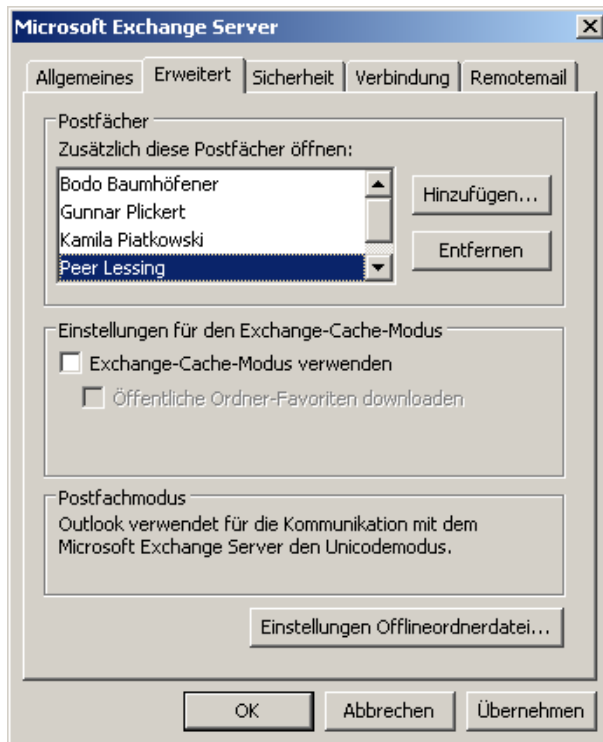 Microsoft Exchange Server
Allgemeines Erweitert Sicherheit Verbindung Remotemail
Postfächer
Zusätzlich diese Postfächer öffnen:
Bodo Baumhöfener
Gunnar Plickert
Kamila Piatkowski
Peer Lessing
Hinzufügen...
Entfernen
Einstellungen für den Exchange-Cache-Modus
Exchange-Cache-Modus verwenden
Öffentliche Ordner-Favoriten downloaden
Postfachmodus
Outlook verwendet für die Kommunikation mit dem
Microsoft Exchange Server den Unicodemodus.
Einstellungen Offlineordnerdatei...
OK Abbrechen Übernehmen